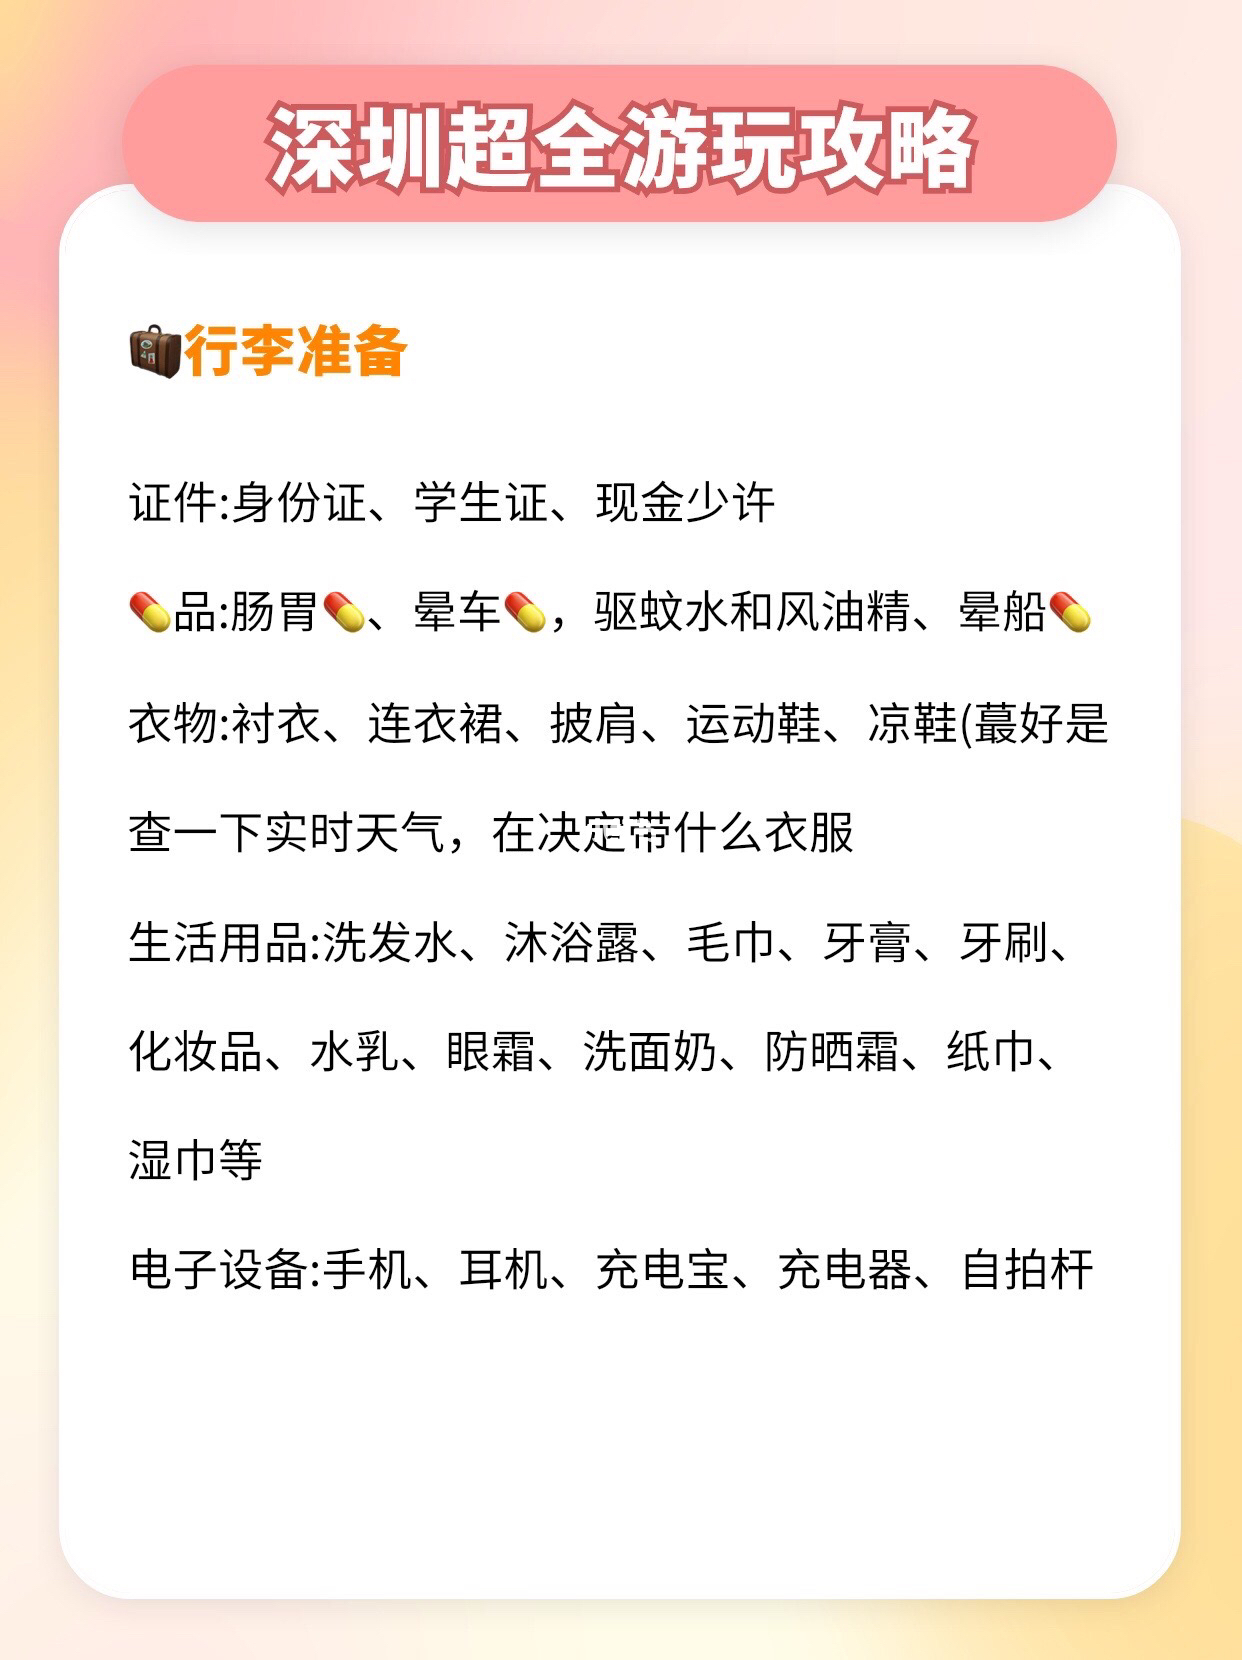 深圳超全游玩攻略
🧳行李准备
证件:身份证、学生证、现金少许
💊品:肠胃💊、晕车💊，驱蚊水和风油精、晕船💊
衣物:衬衣、连衣裙、披肩、运动鞋、凉鞋(蕞好是
查一下实时天气，在决定带什么衣服
生活用品:洗发水、沐浴露、毛巾、牙膏、牙刷、
化妆品、水乳、眼霜、洗面奶、防晒霜、纸巾、
湿巾等
电子设备:手机、耳机、充电宝、充电器、自拍杆